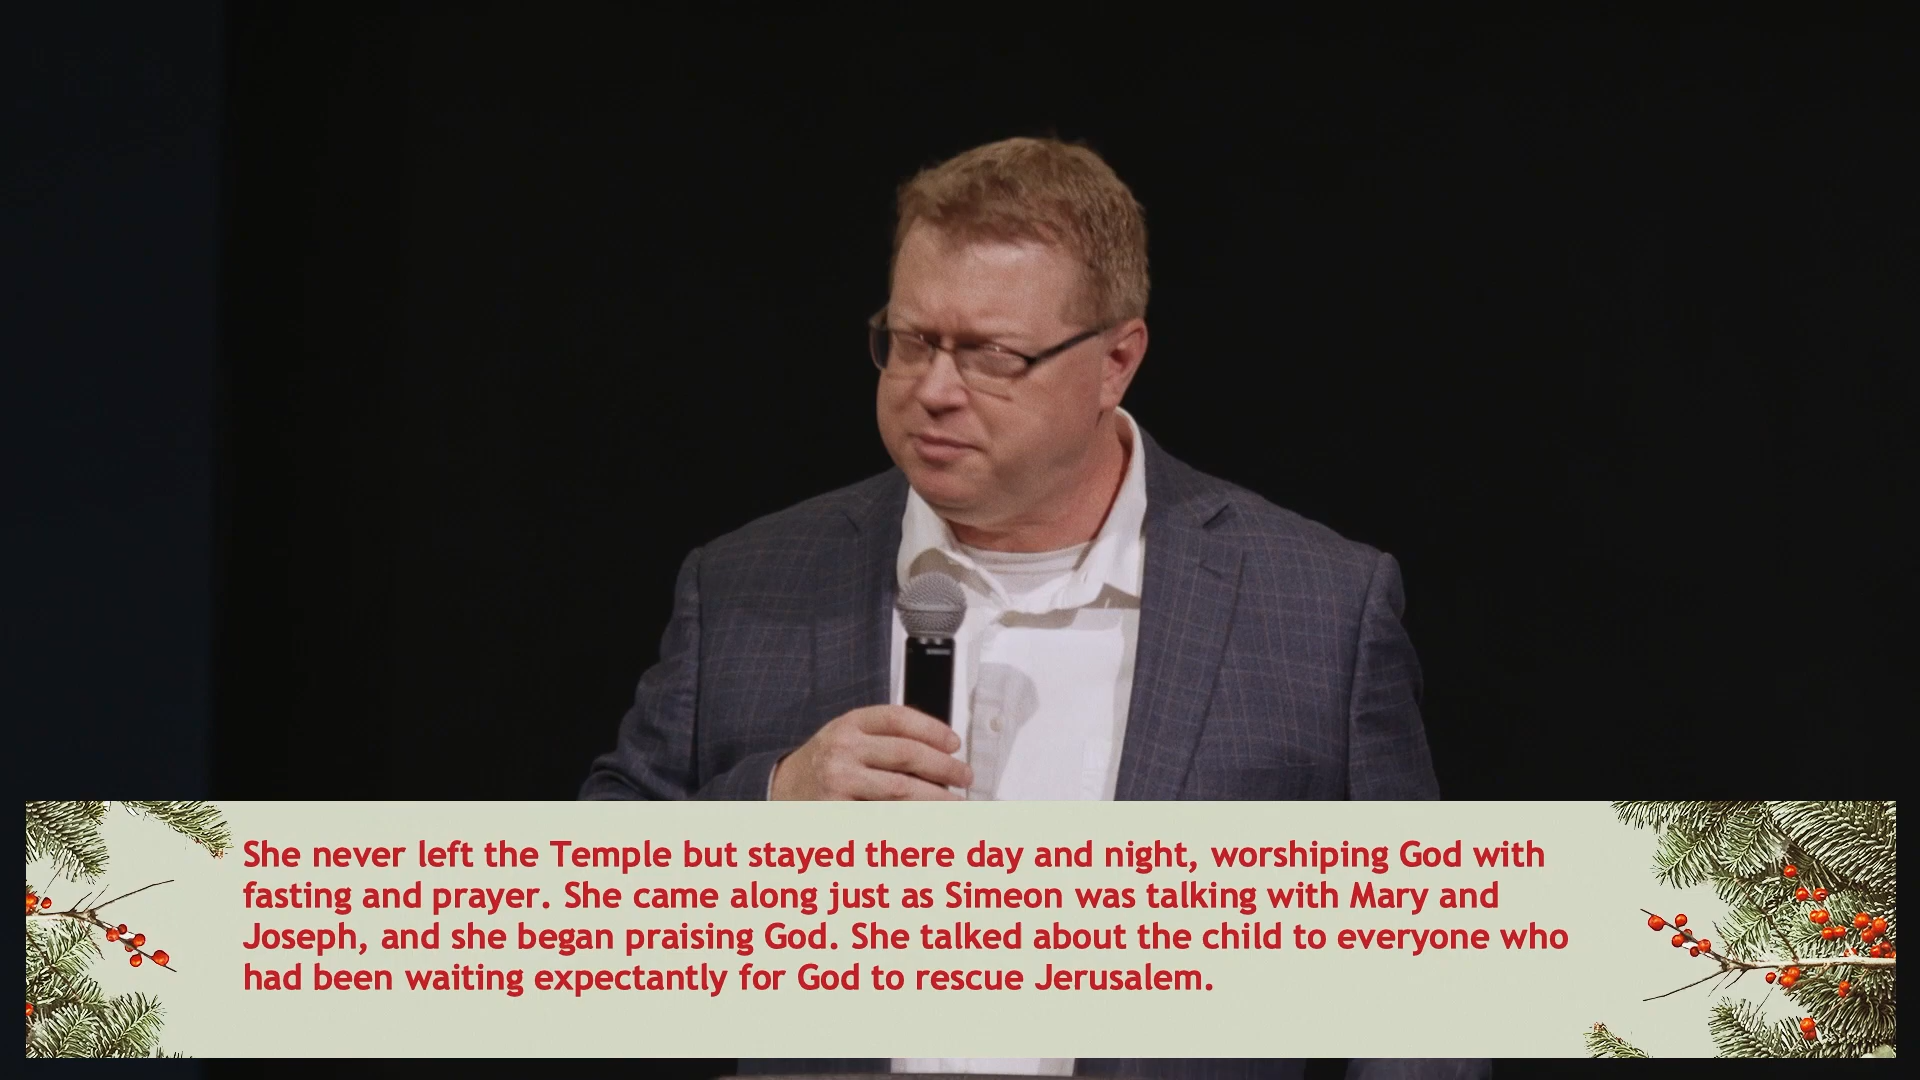 She never left the Temple but stayed there day and night, worshiping God with
fasting and prayer. She came along just as Simeon was talking with Mary and
Joseph, and she began praising God. She talked about the child to everyone who
had been waiting expectantly for God to rescue Jerusalem.